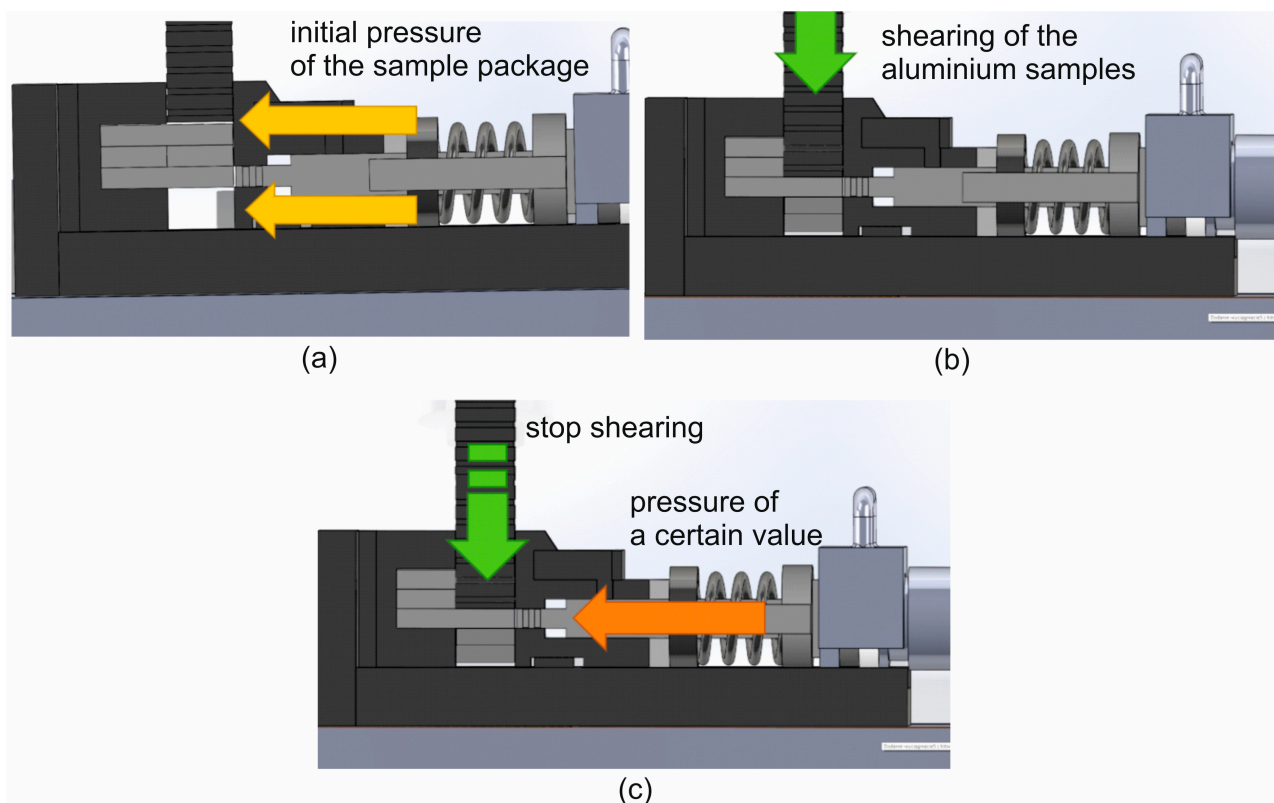 initial pressure
of the sample package
shearing of the
aluminium samples
(a)
(b)
stop shearing
pressure of
a certain value
(c)